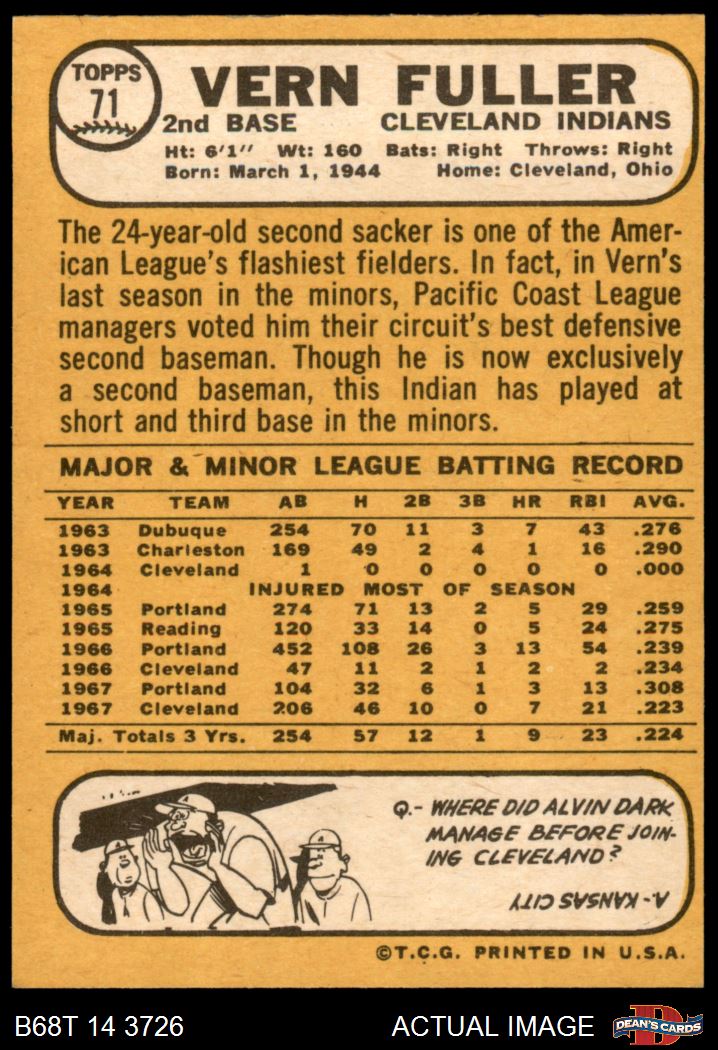 TOPPS
71
VERN FULLER
2nd BASE CLEVELAND INDIANS
Ht: 6'1" Wt: 160 Bats: Right Throws: Right
Born: March 1, 1944 Home: Cleveland, Ohio
The 24-year-old second sacker is one of the Amer-
ican League's flashiest fielders. In fact, in Vern's
last season in the minors, Pacific Coast League
managers voted him their circuit's best defensive
second baseman. Though he is now exclusively
a second baseman, this Indian has played at
short and third base in the minors.
MAJOR & MINOR LEAGUE BATTING RECORD
YEAR TEAM AB H 2B 3B HR RBI AVG.
1963 Dubuque 254 70 11 3 7 43 .276
1963 Charleston 169 49 2 4 1 16 .290
1964 Cleveland 1 0 0 0 0 0 .000
1964 INJURED MOST OF SEASON
1965 Portland 274 71 13 2 5 29 .259
1965 Reading 120 33 14 0 5 24 .275
1966 Portland 452 108 26 3 13 54 .239
1966 Cleveland 47 11 2 1 2 2 .234
1967 Portland 104 32 6 1 3 13 .308
1967 Cleveland 206 46 10 0 7 21 .223
Maj. Totals 3 Yrs. 254 57 12 1 9 23 .224
Q.- WHERE DID ALVIN DARK
MANAGE BEFORE JOIN-
ING CLEVELAND?
A.- KANSAS CITY
A
A
A
©T.C.G. PRINTED IN U.S.A.
B68T 14 3726 ACTUAL IMAGE
D
DEAN'S CARDS